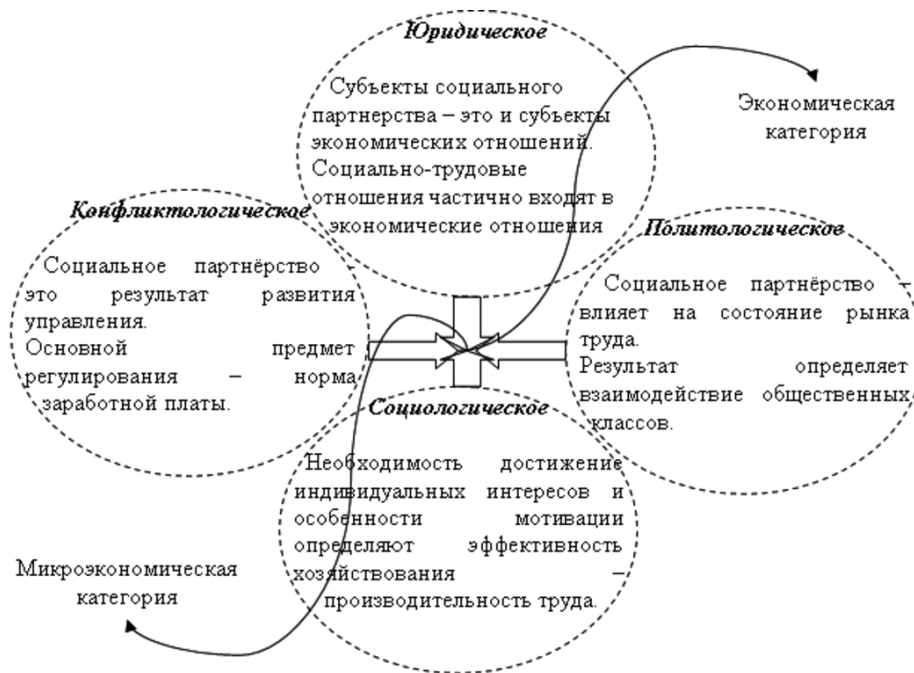 Юридическое
Субъекты социального
партнерства – это и субъекты
экономических отношений.
Социально-трудовые
отношения частично входят в
экономические отношения
Экономическая
категория
Конфликтологическое
Социальное партнёрство –
это результат развития
управления.
Основной предмет
регулирования – норма
заработной платы.
Политологическое
Социальное партнёрство –
влияет на состояние рынка
труда.
Результат определяет
взаимодействие общественных
классов.
Социологическое
Необходимость достижение
индивидуальных интересов и
особенности мотивации
определяют эффективность
хозяйствования –
производительность труда.
Микроэкономическая
категория